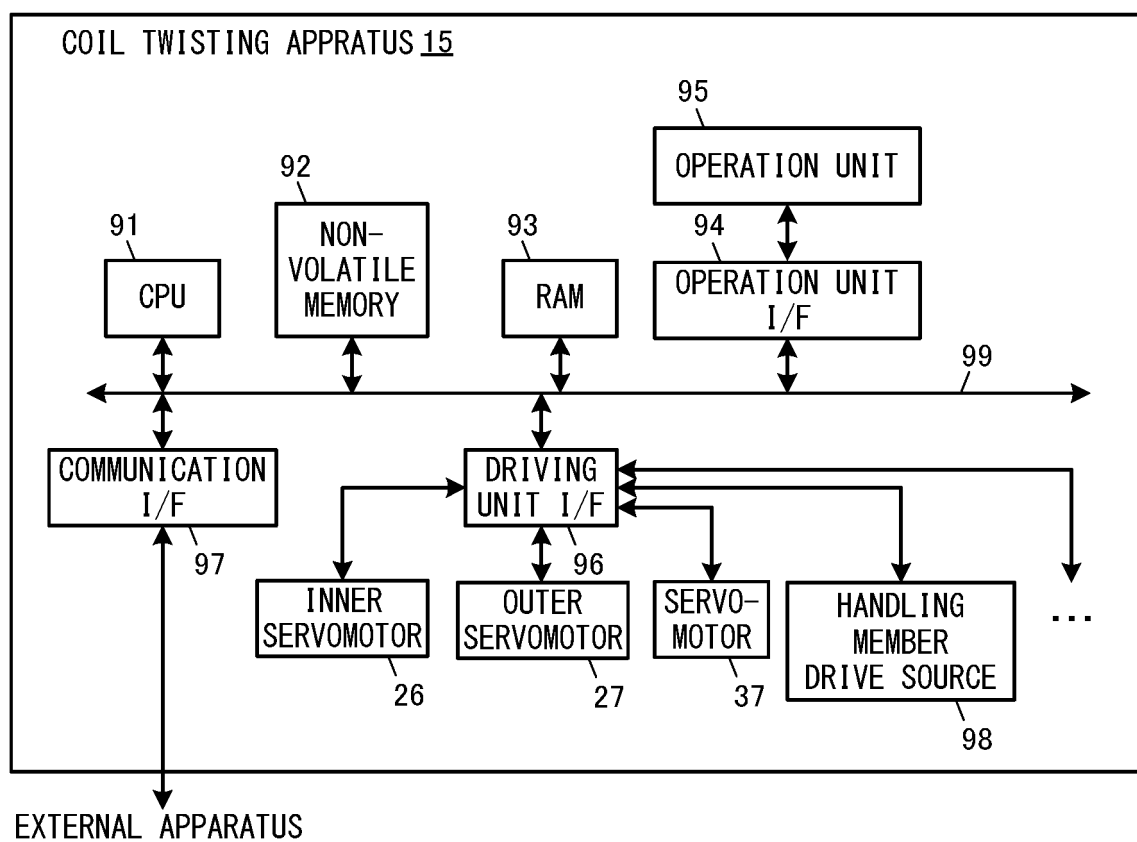 COIL TWISTING APPRATUS 15
95
OPERATION UNIT
92
NON-
VOLATILE
MEMORY
91
CPU
93
RAM
94
OPERATION UNIT
I/F
99
COMMUNICATION
I/F
97
DRIVING
UNIT I/F
96
INNER
SERVOMOTOR
26
OUTER
SERVOMOTOR
27
SERVO-
MOTOR
37
HANDLING
MEMBER
DRIVE SOURCE
98
...
EXTERNAL APPARATUS